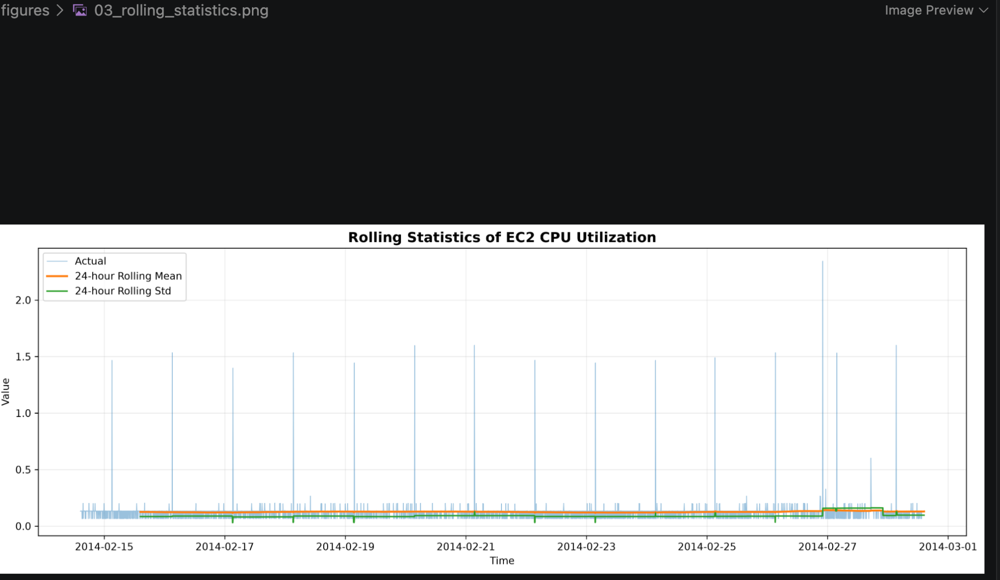 figures > 03_rolling_statistics.png
Image Preview
Rolling Statistics of EC2 CPU Utilization
Actual
24-hour Rolling Mean
24-hour Rolling Std
Value
2.0
1.5
1.0
0.5
0.0
2014-02-15 2014-02-17 2014-02-19 2014-02-21 2014-02-23 2014-02-25 2014-02-27 2014-03-01
Time